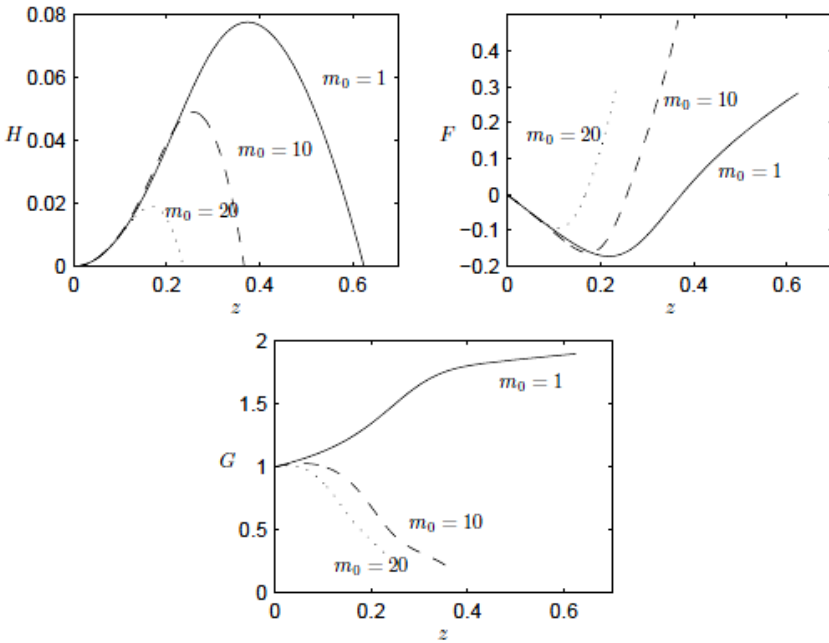 0.08
0.06
H 0.04
0.02
0
m₀ = 1
m₀ = 10
m₀ = 20
0 0.2 0.4 0.6
z
0.4
0.3
0.2
F
0.1
0
−0.1
−0.2
m₀ = 10
m₀ = 20
m₀ = 1
0 0.2 0.4 0.6
z
2
1.5
G 1
0.5
0
m₀ = 1
m₀ = 10
m₀ = 20
0 0.2 0.4 0.6
z